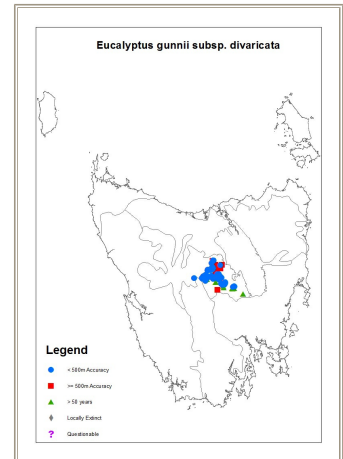 Eucalyptus gunnii subsp. divaricata
Legend
< 500m Accuracy
>= 500m Accuracy
> 50 years
Locally Extinct
? Questionable